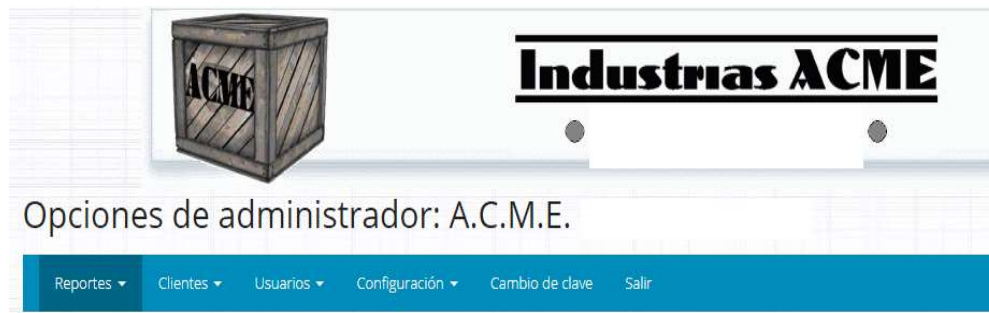 ACME
Industrias ACME
Opciones de administrador: A.C.M.E.
Reportes Clientes Usuarios Configuración Cambio de clave Salir